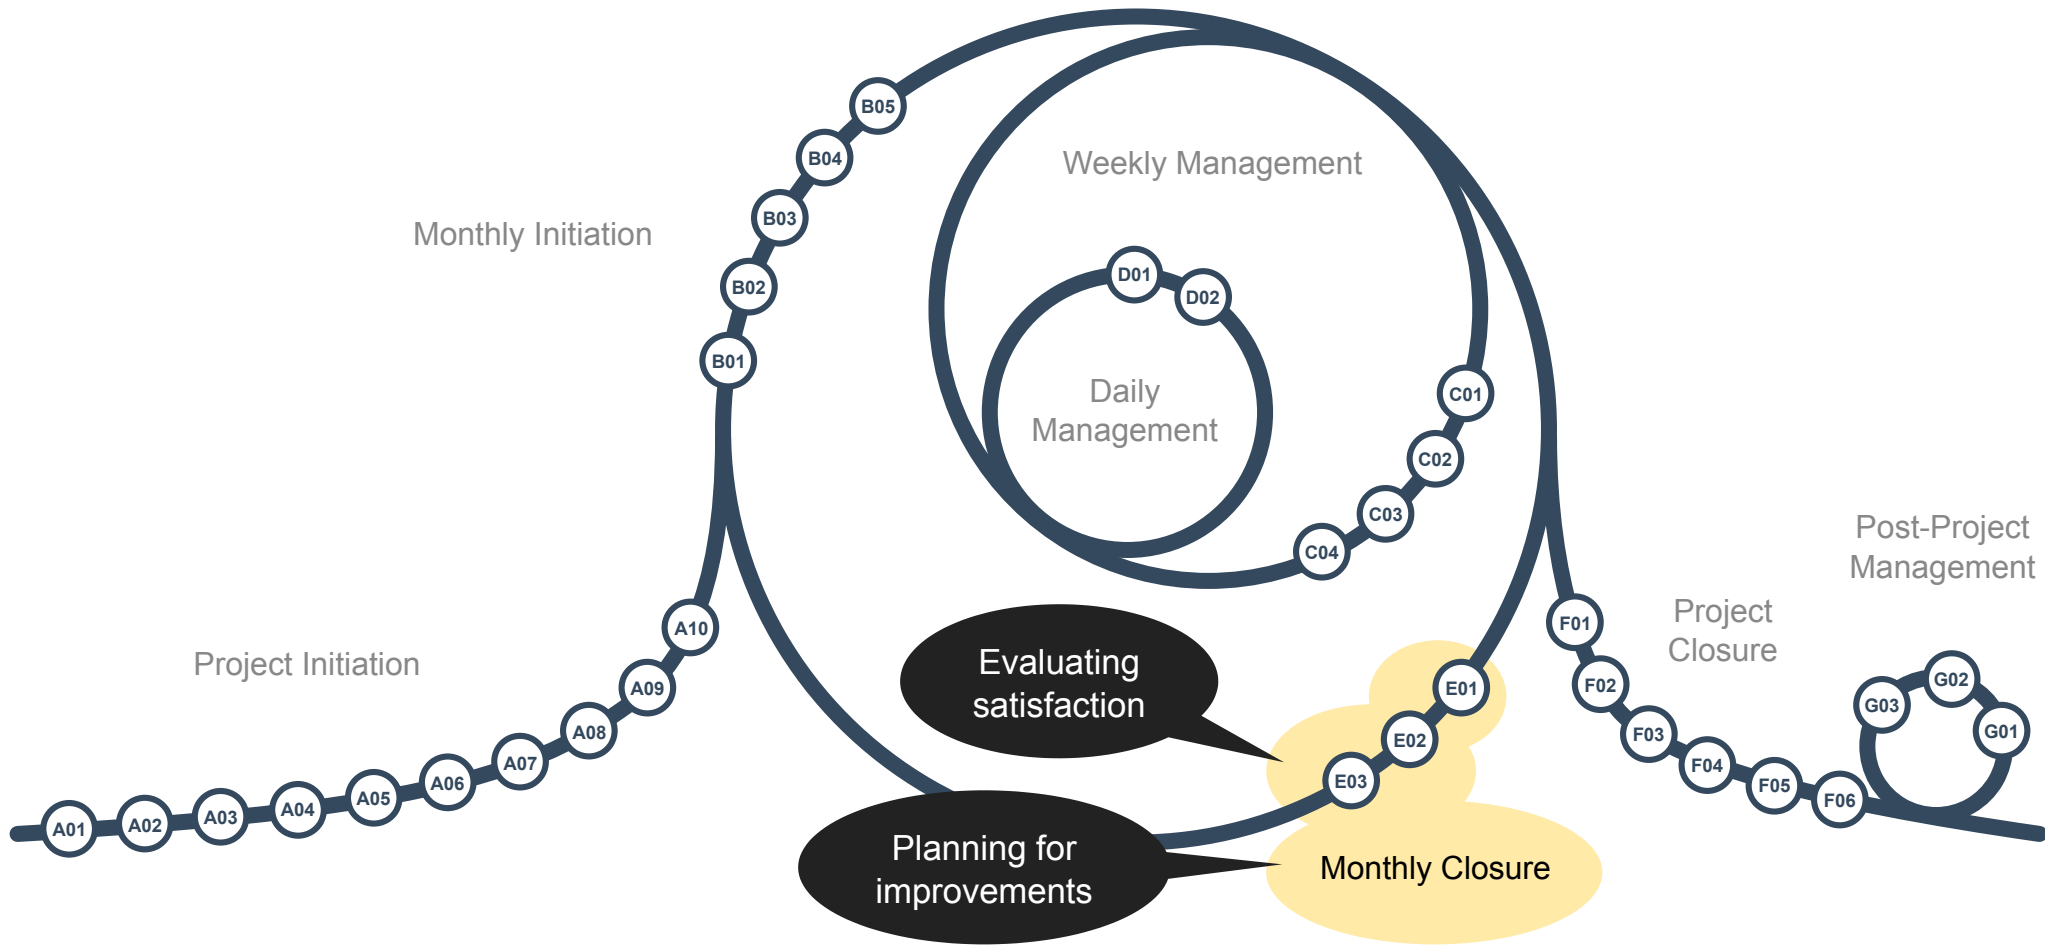 Monthly Initiation
Weekly Management
Daily
Management
Project Initiation
Evaluating
satisfaction
Planning for
improvements
Monthly Closure
Project
Closure
Post-Project
Management
A01
A02
A03
A04
A05
A06
A07
A08
A09
A10
B01
B02
B03
B04
B05
C01
C02
C03
C04
D01
D02
E01
E02
E03
F01
F02
F03
F04
F05
F06
G01
G02
G03